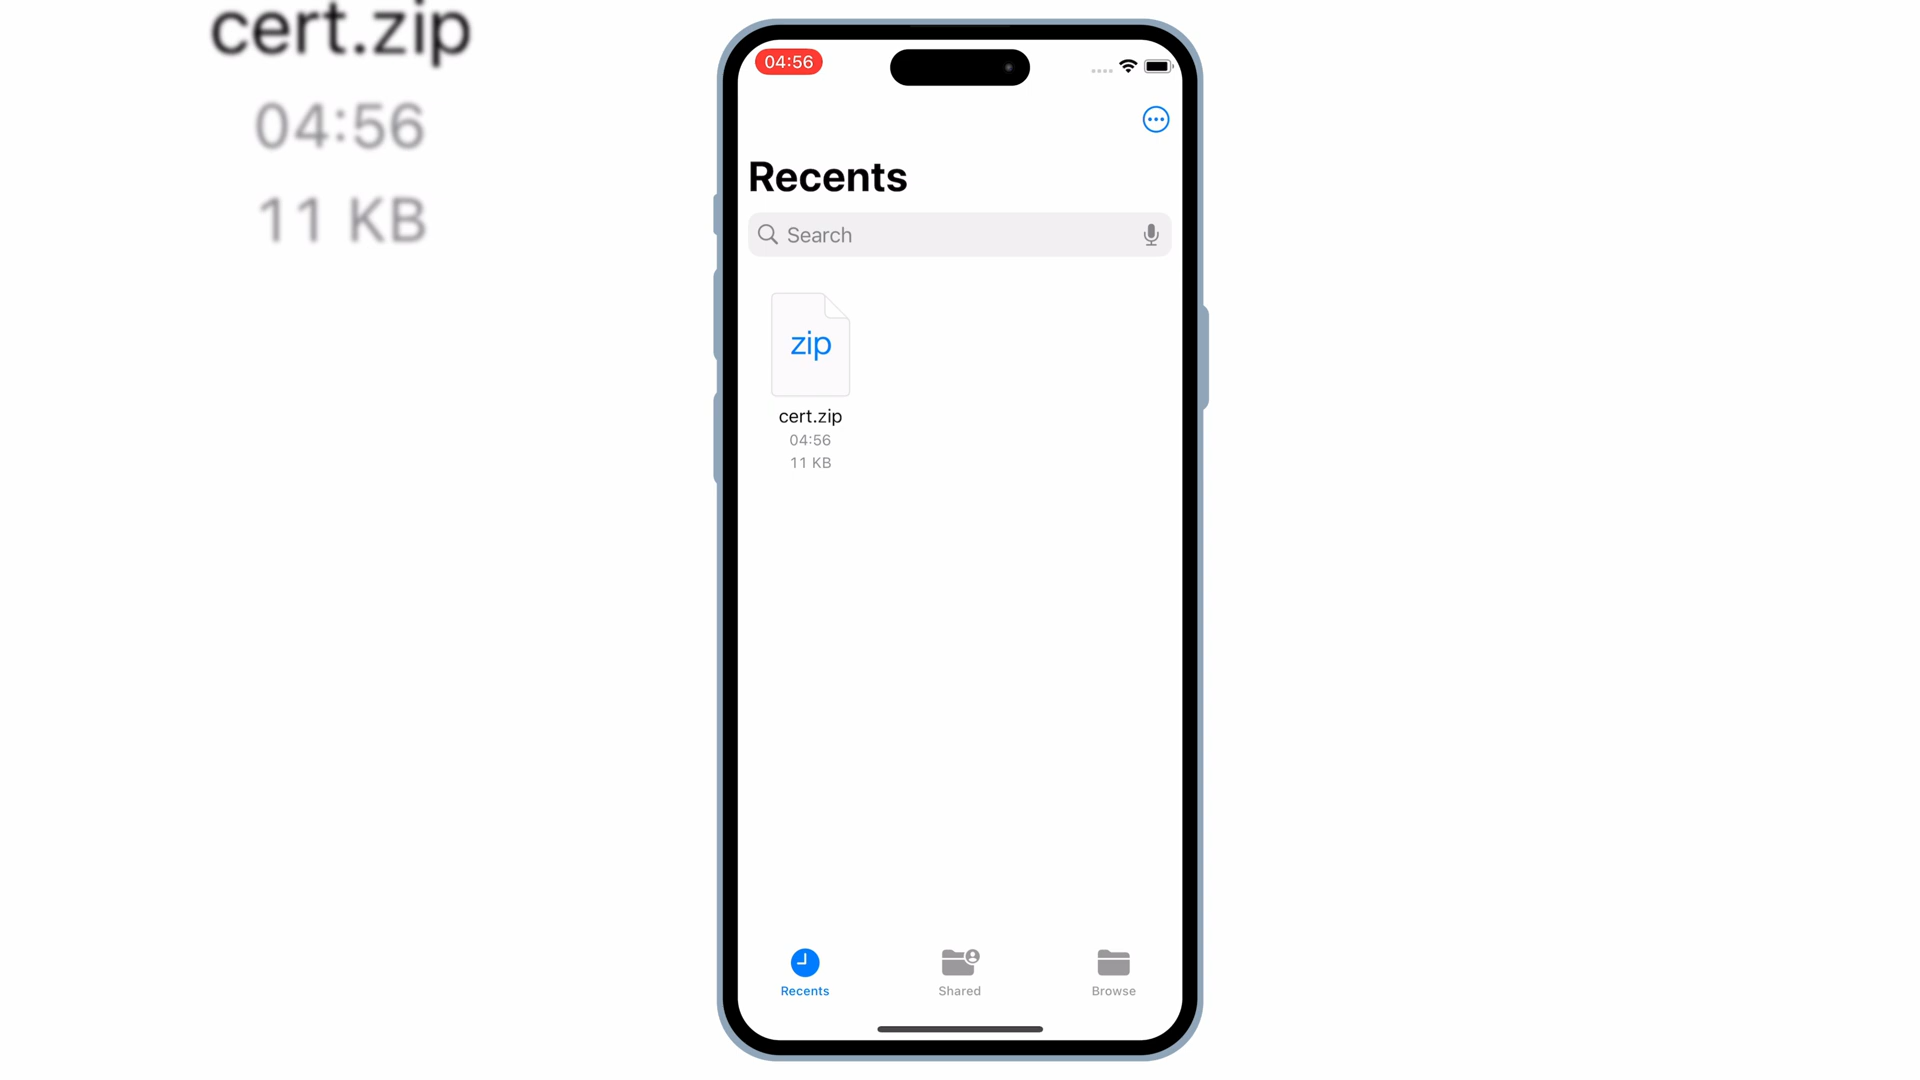 cert.zip
04:56
11 KB
04:56
Recents
Search
zip
cert.zip
04:56
11 KB
Recents
Shared
Browse